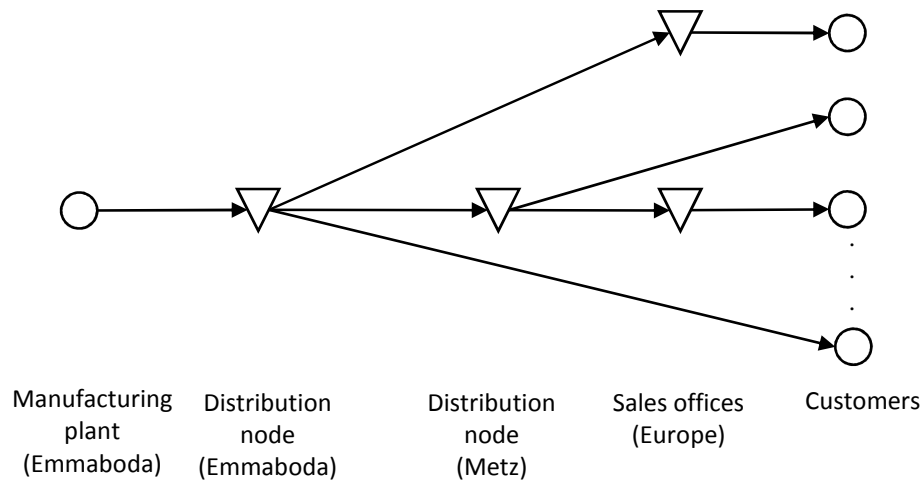 Manufacturing
plant
(Emmaboda)
Distribution
node
(Emmaboda)
Distribution
node
(Metz)
Sales offices
(Europe)
Customers